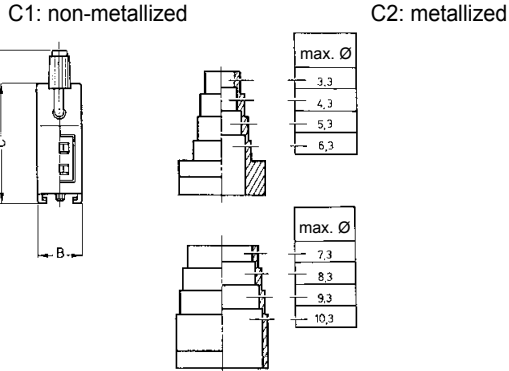 C1: non-metallized
C2: metallized
max. Ø
3,3
4,3
5,3
6,3
B
max. Ø
7,3
8,3
9,3
10,3